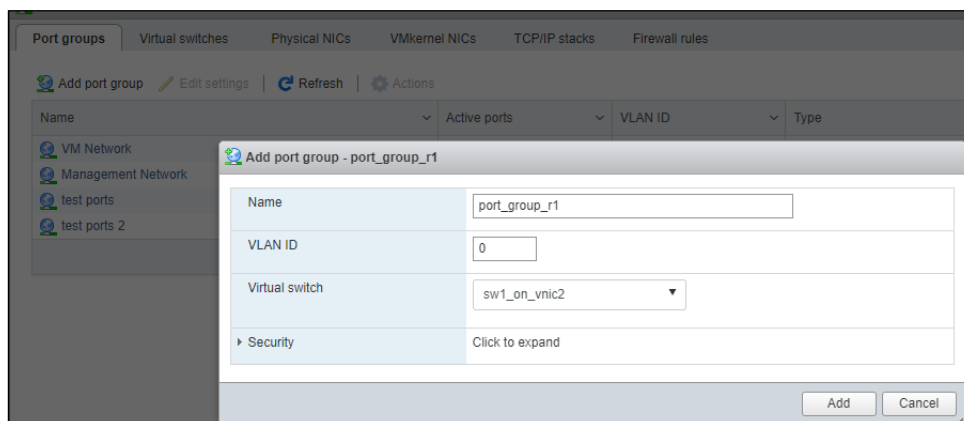 Port groups Virtual switches Physical NICs VMkernel NICs TCP/IP stacks Firewall rules
Add port group Edit settings Refresh Actions
Name Active ports VLAN ID Type
VM Network
Management Network
test ports
test ports 2
Add port group - port_group_r1
Name port_group_r1
VLAN ID 0
Virtual switch sw1_on_vnic2
Security Click to expand
Add Cancel